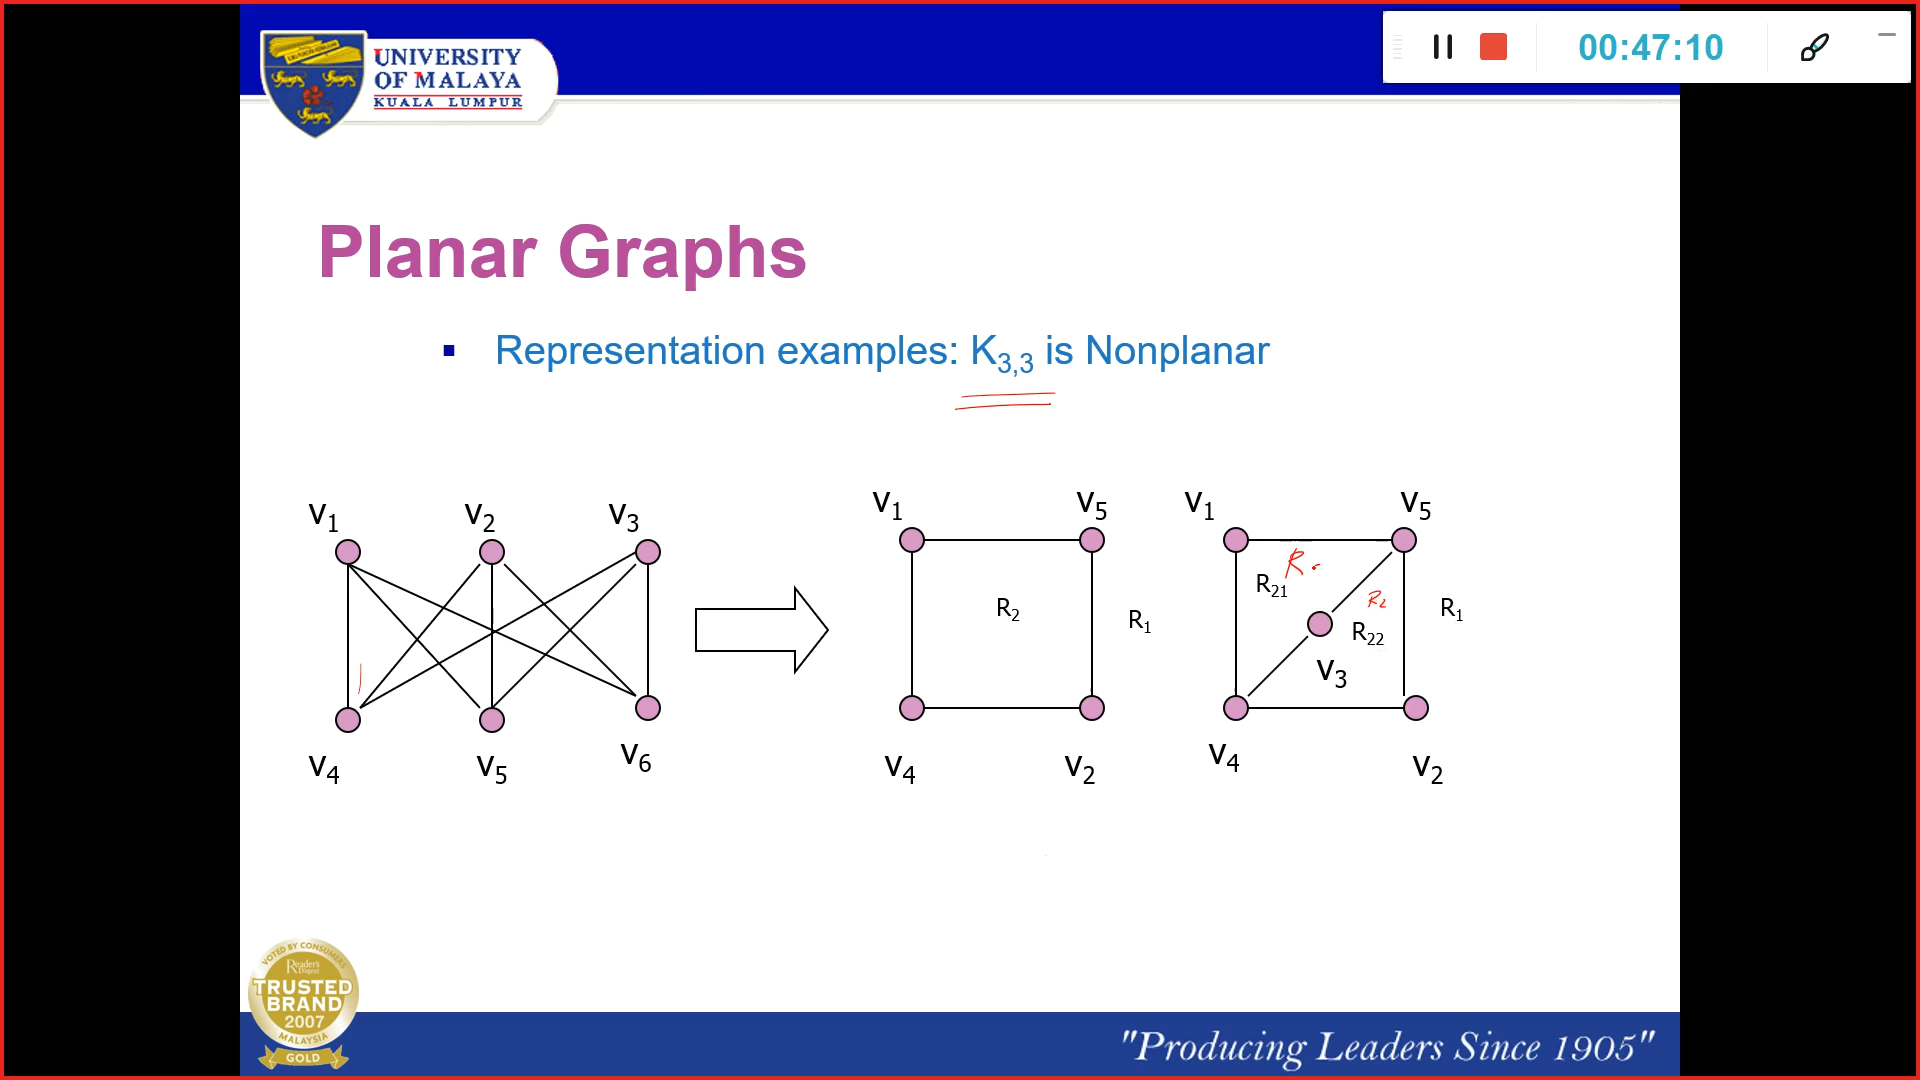 UNIVERSITY
OF MALAYA
KUALA LUMPUR
00:47:10
Planar Graphs
▪ Representation examples: K3,3 is Nonplanar
v1 v2 v3
v4 v5 v6
v1 v5
R2 R1
v4 v2
v1 v5
R
R21
R2
R22 R1
v3
v4 v2
VOTED BY CONSUMERS
Reader's
Digest
TRUSTED
BRAND
2007
MALAYSIA
GOLD
"Producing Leaders Since 1905"